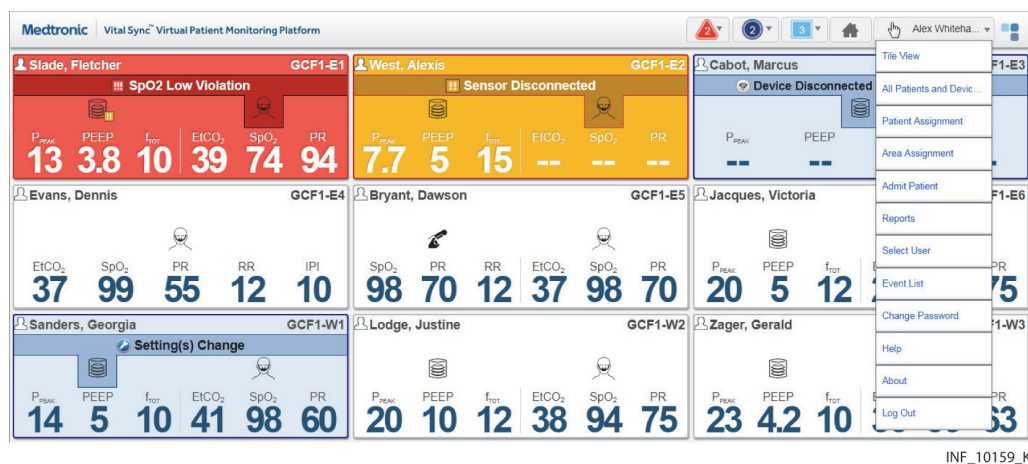 Medtronic Vital Sync™ Virtual Patient Monitoring Platform 2 2 3 Alex Whiteha...
Slade, Fletcher GCF1-E1
!!! SpO2 Low Violation
PPEAK PEEP fTOT EtCO2 SpO2 PR
13 3.8 10 39 74 94
West, Alexis GCF1-E2
!! Sensor Disconnected
PPEAK PEEP fTOT EtCO2 SpO2 PR
7.7 5 15 -- -- --
Cabot, Marcus F1-E3
Device Disconnected
PPEAK PEEP
-- --
Evans, Dennis GCF1-E4
EtCO2 SpO2 PR RR IPI
37 99 55 12 10
Bryant, Dawson GCF1-E5
SpO2 PR RR EtCO2 SpO2 PR
98 70 12 37 98 70
Jacques, Victoria F1-E6
PPEAK PEEP fTOT PR
20 5 12 75
Sanders, Georgia GCF1-W1
Setting(s) Change
PPEAK PEEP fTOT EtCO2 SpO2 PR
14 5 10 41 98 60
Lodge, Justine GCF1-W2
PPEAK PEEP fTOT EtCO2 SpO2 PR
20 10 12 38 94 75
Zager, Gerald F1-W3
PPEAK PEEP fTOT PR
23 4.2 10 63
Tile View
All Patients and Devic...
Patient Assignment
Area Assignment
Admit Patient
Reports
Select User
Event List
Change Password
Help
About
Log Out
INF_10159_K